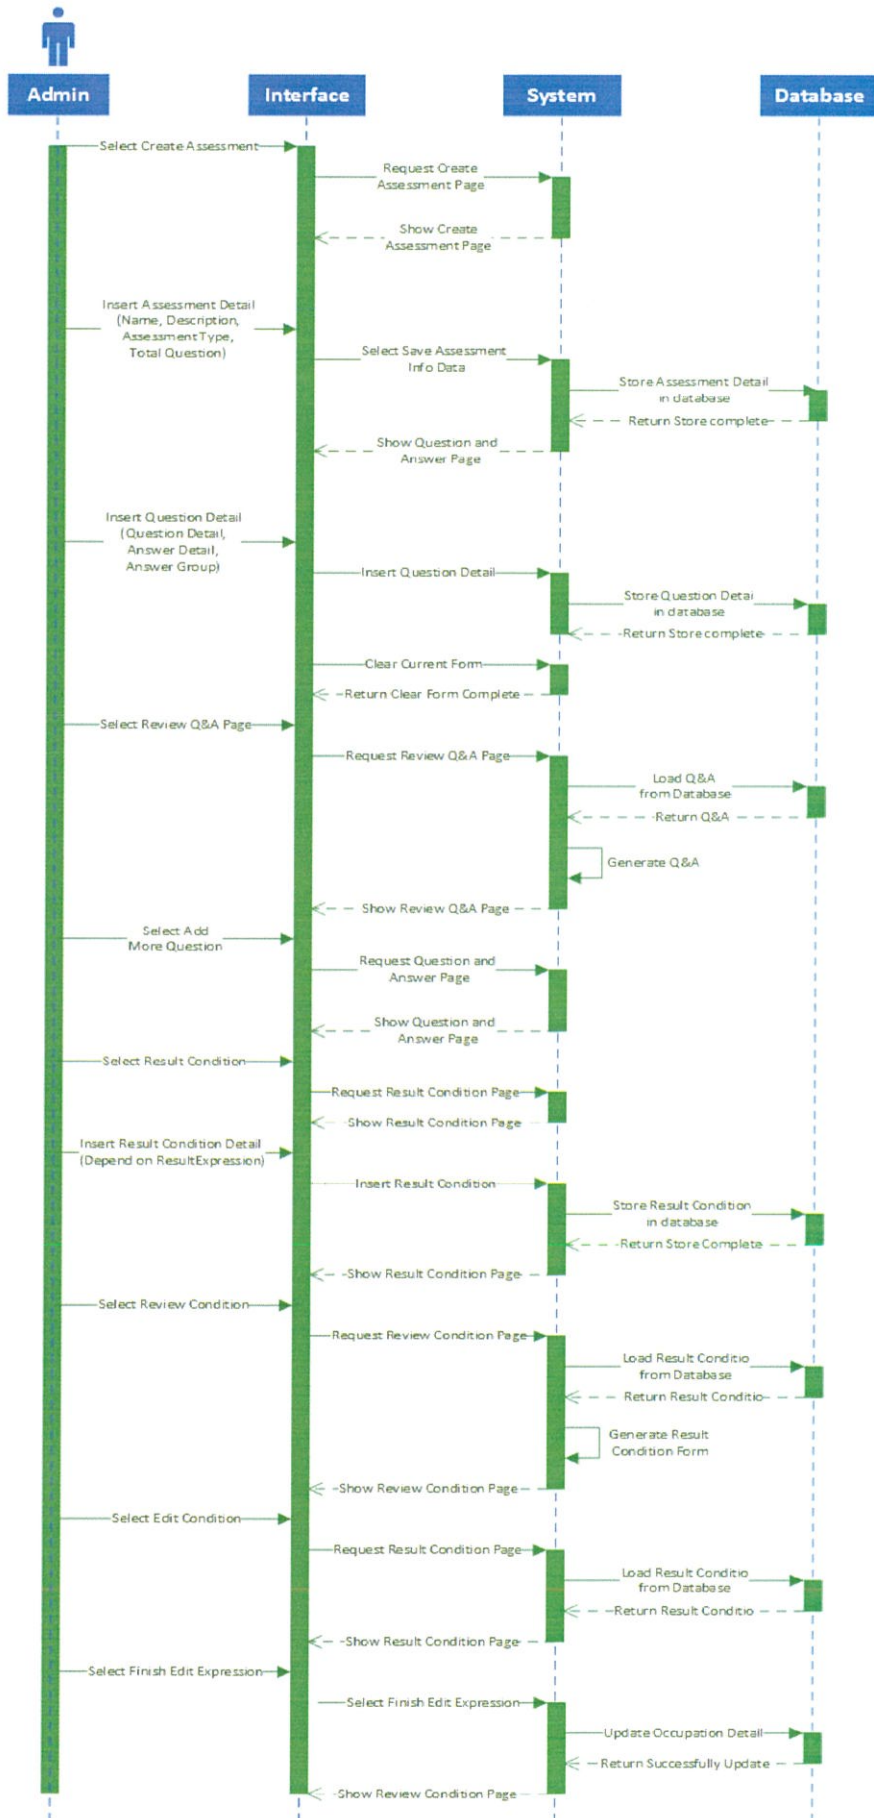 Admin
Interface
System
Database
Select Create Assessment
Request Create
Assessment Page
Show Create
Assessment Page
Insert Assessment Detail
(Name, Description,
Assessment Type,
Total Question)
Select Save Assessment
Info Data
Store Assessment Detail
in database
Return Store complete
Show Question and
Answer Page
Insert Question Detail
(Question Detail,
Answer Detail,
Answer Group)
Insert Question Detail
Store Question Detai
in database
Return Store complete
Clear Current Form
Return Clear Form Complete
Select Review Q&A Page
Request Review Q&A Page
Load Q&A
from Database
Return Q&A
Generate Q&A
Show Review Q&A Page
Select Add
More Question
Request Question and
Answer Page
Show Question and
Answer Page
Select Result Condition
Request Result Condition Page
Show Result Condition Page
Insert Result Condition Detail
(Depend on ResultExpression)
Insert Result Condition
Store Result Condition
in database
Return Store Complete
Show Result Condition Page
Select Review Condition
Request Review Condition Page
Load Result Conditio
from Database
Return Result Conditio
Generate Result
Condition Form
Show Review Condition Page
Select Edit Condition
Request Result Condition Page
Load Result Conditio
from Database
Return Result Conditio
Show Result Condition Page
Select Finish Edit Expression
Select Finish Edit Expression
Update Occupation Detail
Return Successfully Update
Show Review Condition Page